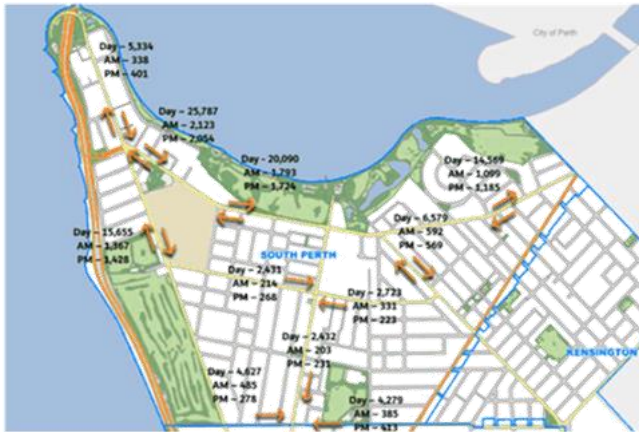 City of Perth
Day – 5,334
AM – 338
PM – 401
Day – 25,787
AM – 2,123
PM – 2,054
Day – 20,090
AM – 1,793
PM – 1,724
Day – 14,569
AM – 1,099
PM – 1,185
Day – 15,655
AM – 1,367
PM – 1,428
Day – 6,579
AM – 592
PM – 569
SOUTH PERTH
Day – 2,431
AM – 214
PM – 268
Day – 2,723
AM – 331
PM – 223
Day – 2,432
AM – 203
PM – 231
KENSINGTON
Day – 4,627
AM – 485
PM – 278
Day – 4,279
AM – 385
PM – 413